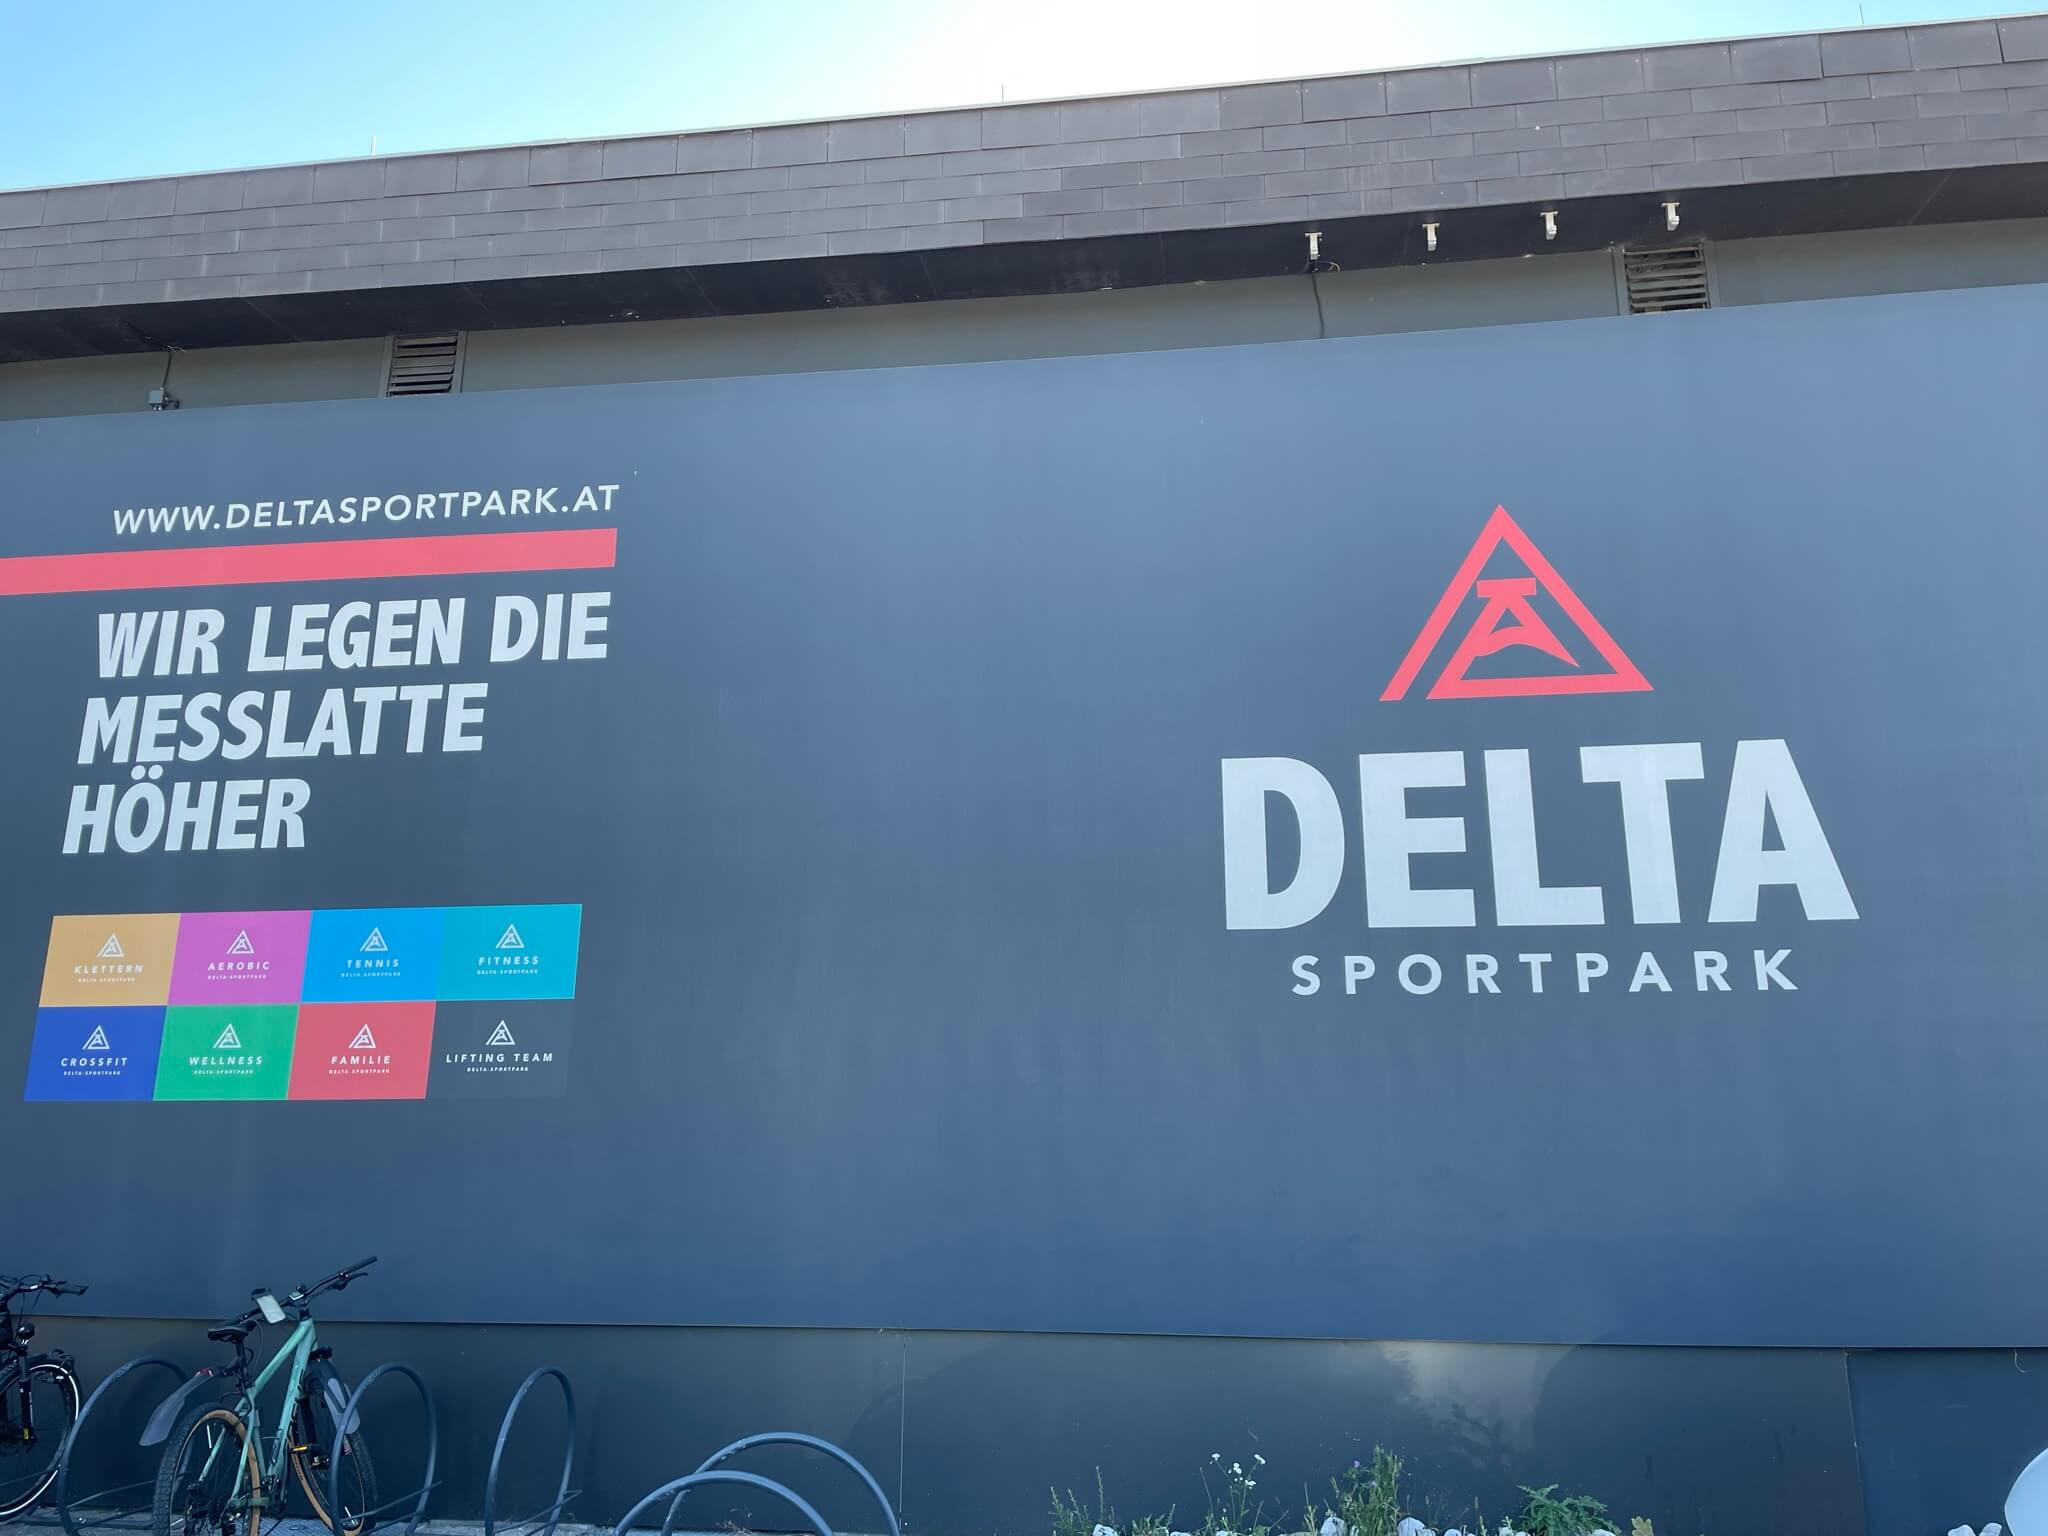 WWW.DELTASPORTPARK.AT
WIR LEGEN DIE
MESSLATTE
HÖHER
KLETTERN
DELTA-SPORTPARK
AEROBIC
DELTA-SPORTPARK
TENNIS
DELTA-SPORTPARK
FITNESS
DELTA-SPORTPARK
CROSSFIT
DELTA-SPORTPARK
WELLNESS
DELTA-SPORTPARK
FAMILIE
DELTA-SPORTPARK
LIFTING TEAM
DELTA-SPORTPARK
DELTA
SPORTPARK